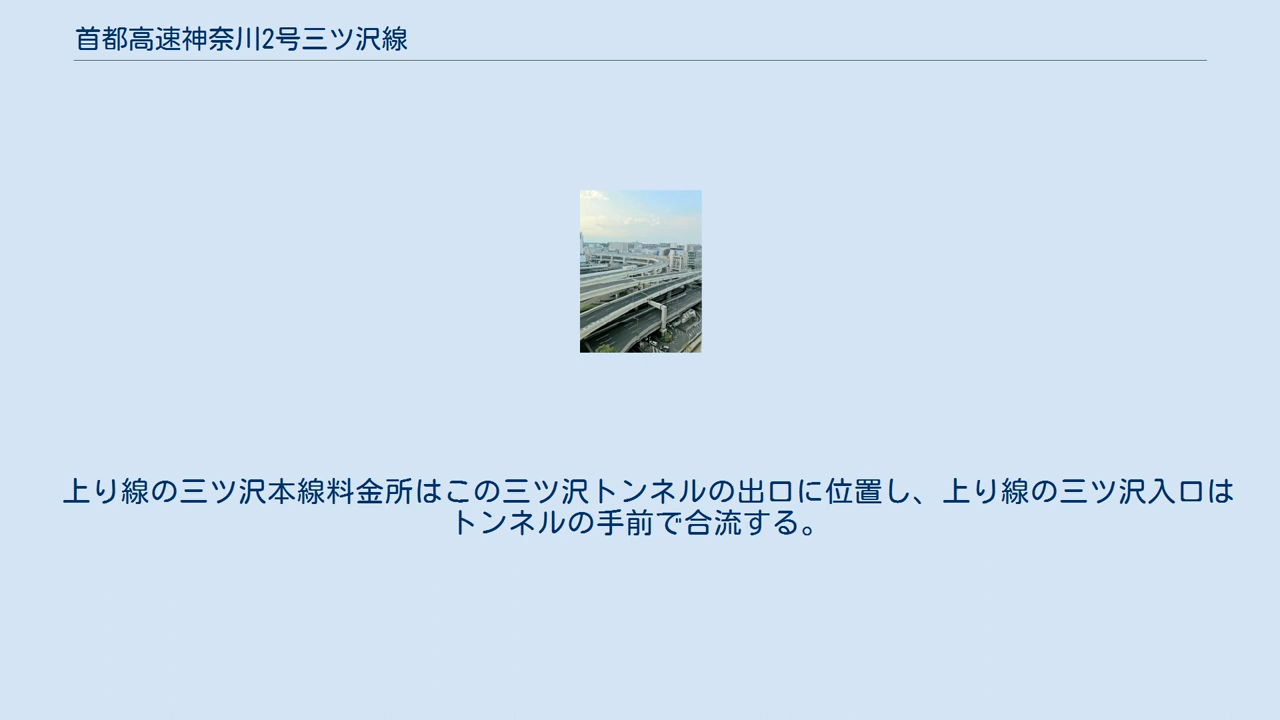 首都高速神奈川2号三ツ沢線
上り線の三ツ沢本線料金所はこの三ツ沢トンネルの出口に位置し、上り線の三ツ沢入口は
トンネルの手前で合流する。